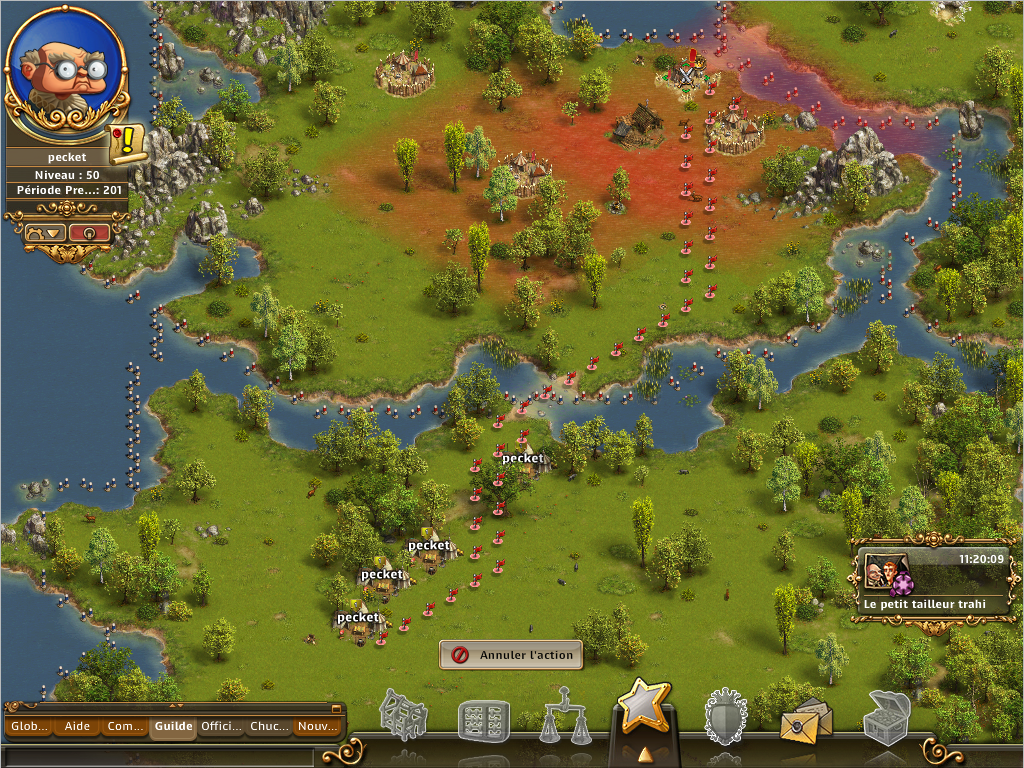 pecket
Niveau : 50
Période Pre...: 201
pecket
pecket
pecket
pecket
11:20:09
Le petit tailleur trahi
Annuler l'action
Glob... Aide Com... Guilde Offici... Chuc... Nouv...